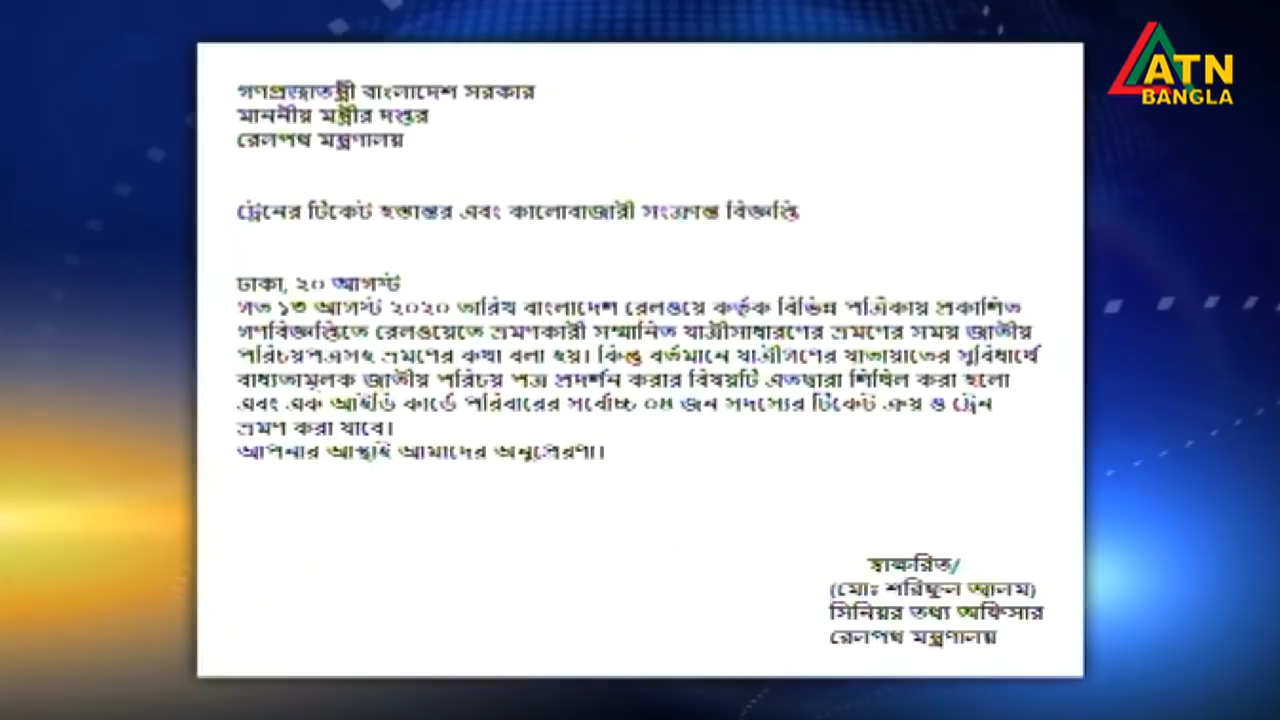 ATN
BANGLA
গণপ্রজাতন্ত্রী বাংলাদেশ সরকার
মাননীয় মন্ত্রীর দপ্তর
রেলপথ মন্ত্রণালয়
ট্রেনের টিকেট হস্তান্তর এবং কালোবাজারী সংক্রান্ত বিজ্ঞপ্তি
ঢাকা, ২০ আগস্ট
গত ১৩ আগস্ট ২০২০ তারিখ বাংলাদেশ রেলওয়ে কর্তৃক বিভিন্ন পত্রিকায় প্রকাশিত
গণবিজ্ঞপ্তিতে রেলওয়েতে ভ্রমণকারী সম্মানিত যাত্রীসাধারণের ভ্রমণের সময় জাতীয়
পরিচয়পত্রসহ ভ্রমণের কথা বলা হয়। কিন্তু বর্তমানে যাত্রীগণের যাতায়াতের সুবিধার্থে
বাধ্যতামূলক জাতীয় পরিচয় পত্র প্রদর্শন করার বিষয়টি এতদ্বারা শিথিল করা হলো
এবং এক আইডি কার্ডে পরিবারের সর্বোচ্চ ০৪ জন সদস্যের টিকেট ক্রয় ও ট্রেন
ভ্রমণ করা যাবে।
আপনার আস্থাই আমাদের অনুপ্রেরণা।
স্বাক্ষরিত/
(মোঃ শরিফুল আলম)
সিনিয়র তথ্য অফিসার
রেলপথ মন্ত্রণালয়